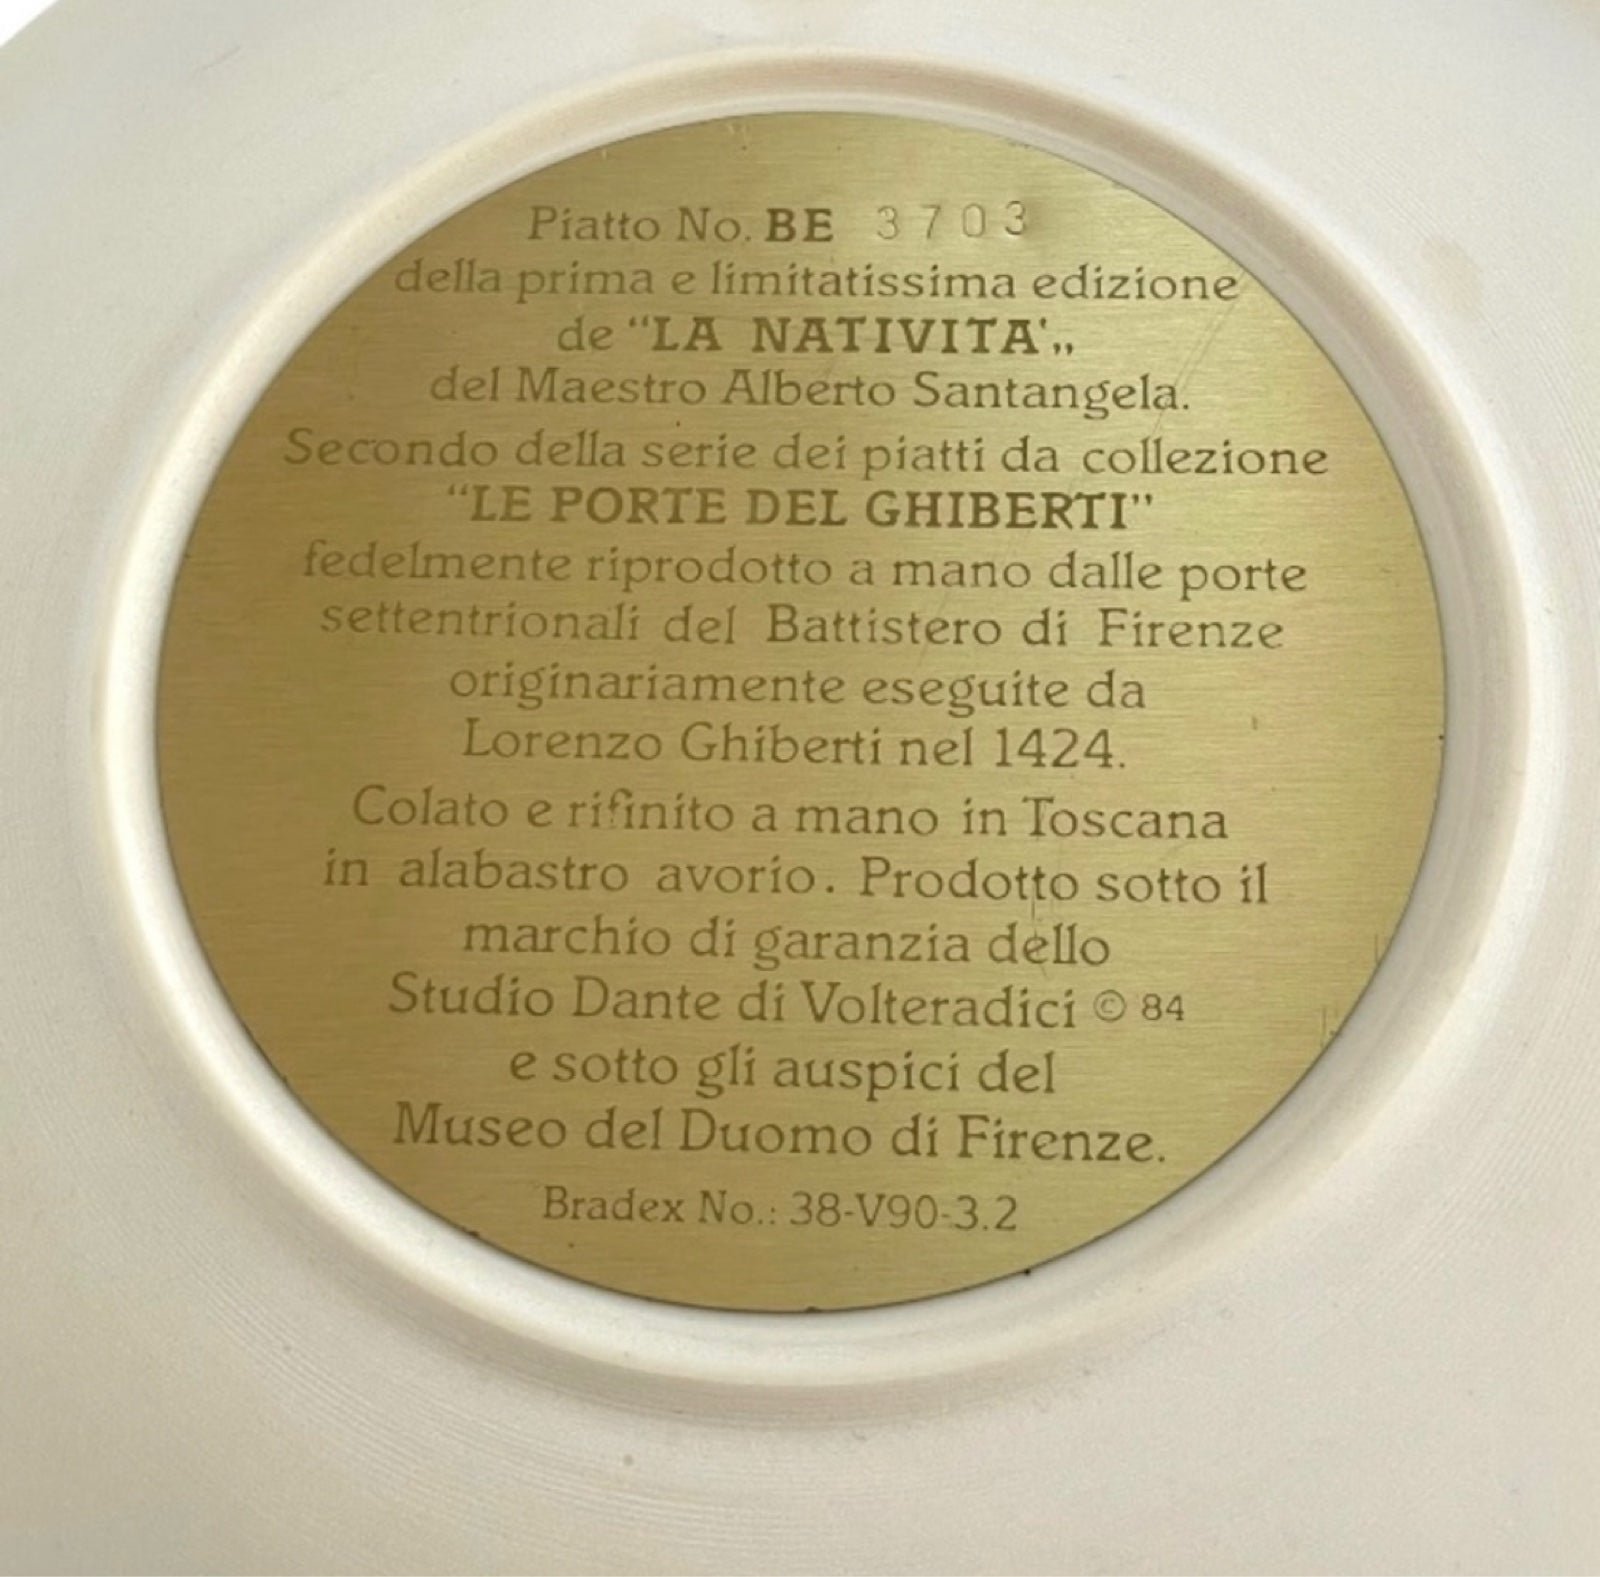 Piatto No. BE 3703
della prima e limitatissima edizione
de “LA NATIVITA'„
del Maestro Alberto Santangela.
Secondo della serie dei piatti da collezione
“LE PORTE DEL GHIBERTI”
fedelmente riprodotto a mano dalle porte
settentrionali del Battistero di Firenze
originariamente eseguite da
Lorenzo Ghiberti nel 1424.
Colato e rifinito a mano in Toscana
in alabastro avorio. Prodotto sotto il
marchio di garanzia dello
Studio Dante di Volteradici © 84
e sotto gli auspici del
Museo del Duomo di Firenze.
Bradex No.: 38-V90-3.2